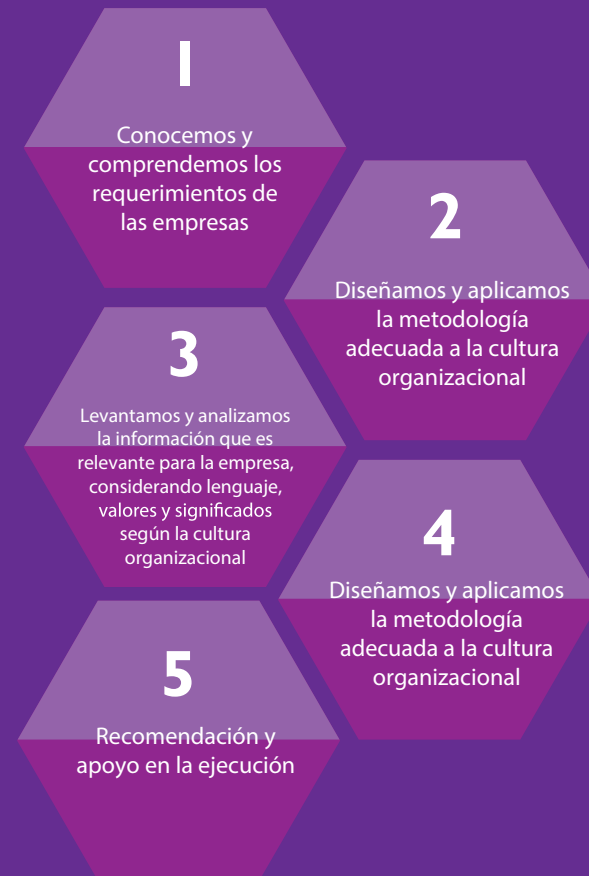 1
Conocemos y
comprendemos los
requerimientos de
las empresas
2
Diseñamos y aplicamos
la metodología
adecuada a la cultura
organizacional
3
Levantamos y analizamos
la información que es
relevante para la empresa,
considerando lenguaje,
valores y significados
según la cultura
organizacional
4
Diseñamos y aplicamos
la metodología
adecuada a la cultura
organizacional
5
Recomendación y
apoyo en la ejecución